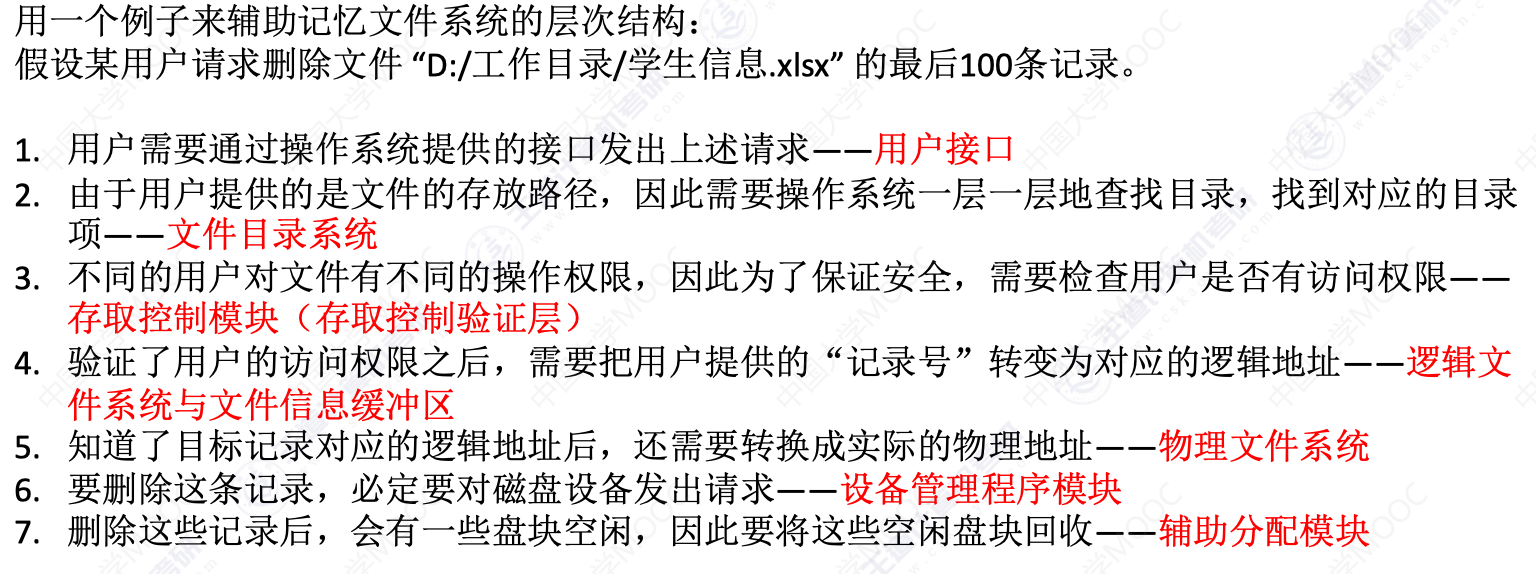 用一个例子来辅助记忆文件系统的层次结构：
假设某用户请求删除文件 “D:/工作目录/学生信息.xlsx” 的最后100条记录。
1. 用户需要通过操作系统提供的接口发出上述请求——用户接口
2. 由于用户提供的是文件的存放路径，因此需要操作系统一层一层地查找目录，找到对应的目录
项——文件目录系统
3. 不同的用户对文件有不同的操作权限，因此为了保证安全，需要检查用户是否有访问权限——
存取控制模块（存取控制验证层）
4. 验证了用户的访问权限之后，需要把用户提供的“记录号”转变为对应的逻辑地址——逻辑文
件系统与文件信息缓冲区
5. 知道了目标记录对应的逻辑地址后，还需要转换成实际的物理地址——物理文件系统
6. 要删除这条记录，必定要对磁盘设备发出请求——设备管理程序模块
7. 删除这些记录后，会有一些盘块空闲，因此要将这些空闲盘块回收——辅助分配模块